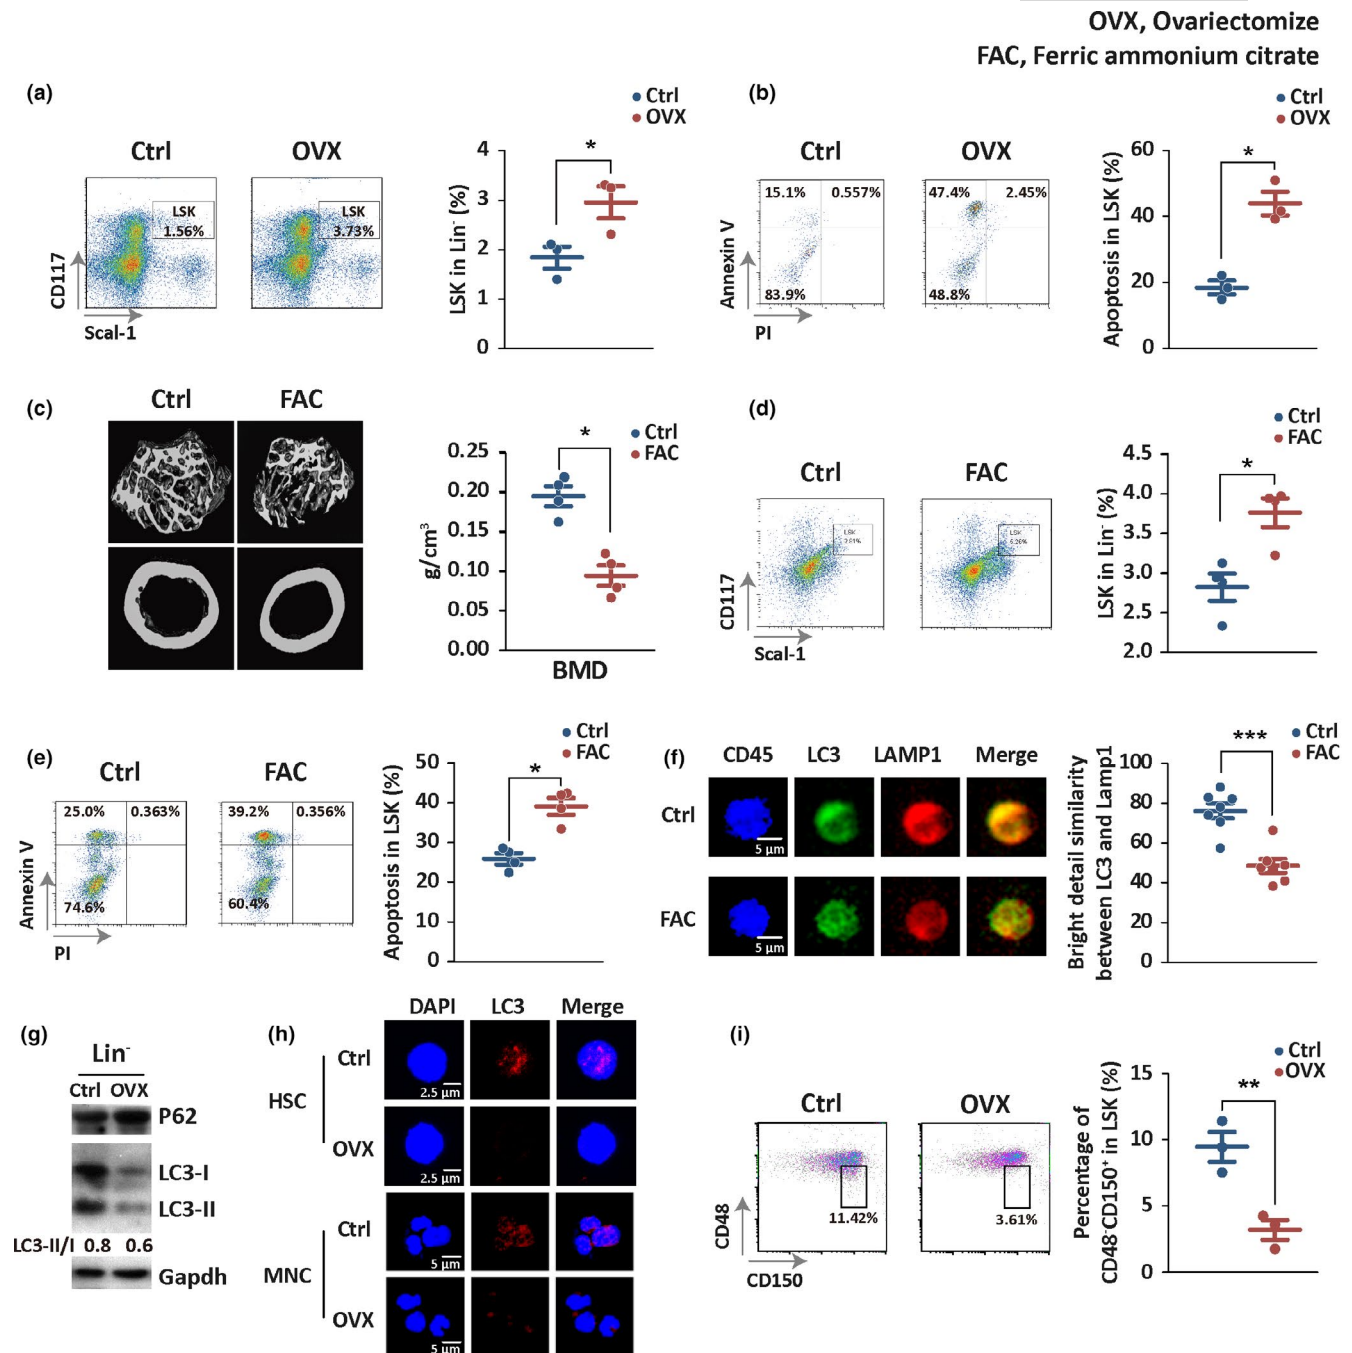 OVX, Ovariectomize
FAC, Ferric ammonium citrate
(a)
Ctrl
OVX
LSK
1.56%
LSK
3.73%
CD117
Scal-1
Ctrl
OVX
LSK in Lin⁻ (%)
4
3
2
1
0
*
(b)
Ctrl
OVX
15.1%
0.557%
83.9%
47.4%
2.45%
48.8%
Annexin V
PI
Ctrl
OVX
Apoptosis in LSK (%)
60
40
20
0
*
(c)
Ctrl
FAC
Ctrl
FAC
g/cm³
0.25
0.20
0.15
0.10
0.05
0.00
*
BMD
(d)
Ctrl
FAC
LSK
LSK
CD117
Scal-1
Ctrl
FAC
LSK in Lin⁻ (%)
4.5
4.0
3.5
3.0
2.5
2.0
*
(e)
Ctrl
FAC
25.0%
0.363%
74.6%
39.2%
0.356%
60.4%
Annexin V
PI
Ctrl
FAC
Apoptosis in LSK (%)
50
40
30
20
10
0
*
(f)
CD45
LC3
LAMP1
Merge
Ctrl
5 µm
FAC
5 µm
Ctrl
FAC
Bright detail similarity
between LC3 and Lamp1
100
80
60
40
20
0
***
(g)
Lin⁻
Ctrl OVX
P62
LC3-I
LC3-II
LC3-II/I 0.8 0.6
Gapdh
(h)
DAPI
LC3
Merge
HSC
Ctrl
2.5 µm
OVX
2.5 µm
MNC
Ctrl
5 µm
OVX
5 µm
(i)
Ctrl
OVX
11.42%
3.61%
CD48
CD150
Ctrl
OVX
Percentage of
CD48⁻CD150⁺ in LSK (%)
15
10
5
0
**